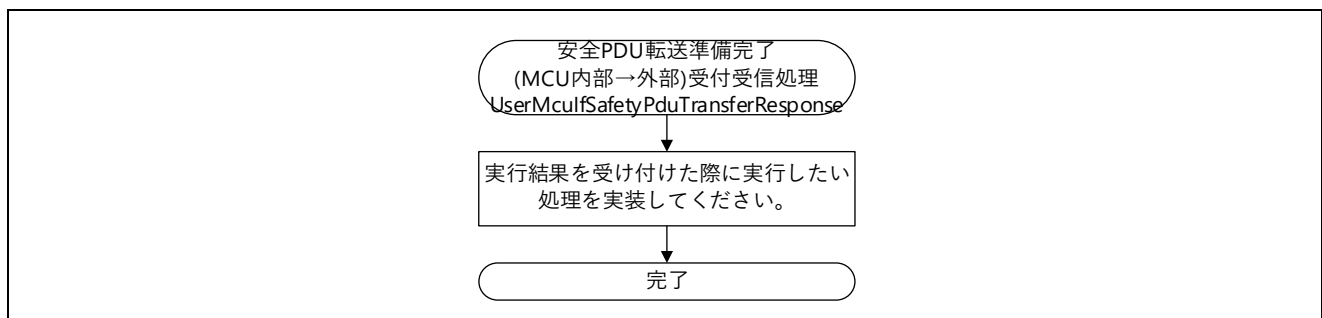 安全PDU転送準備完了
(MCU内部→外部)受付受信処理
UserMcuIfSafetyPduTransferResponse
実行結果を受け付けた際に実行したい
処理を実装してください。
完了